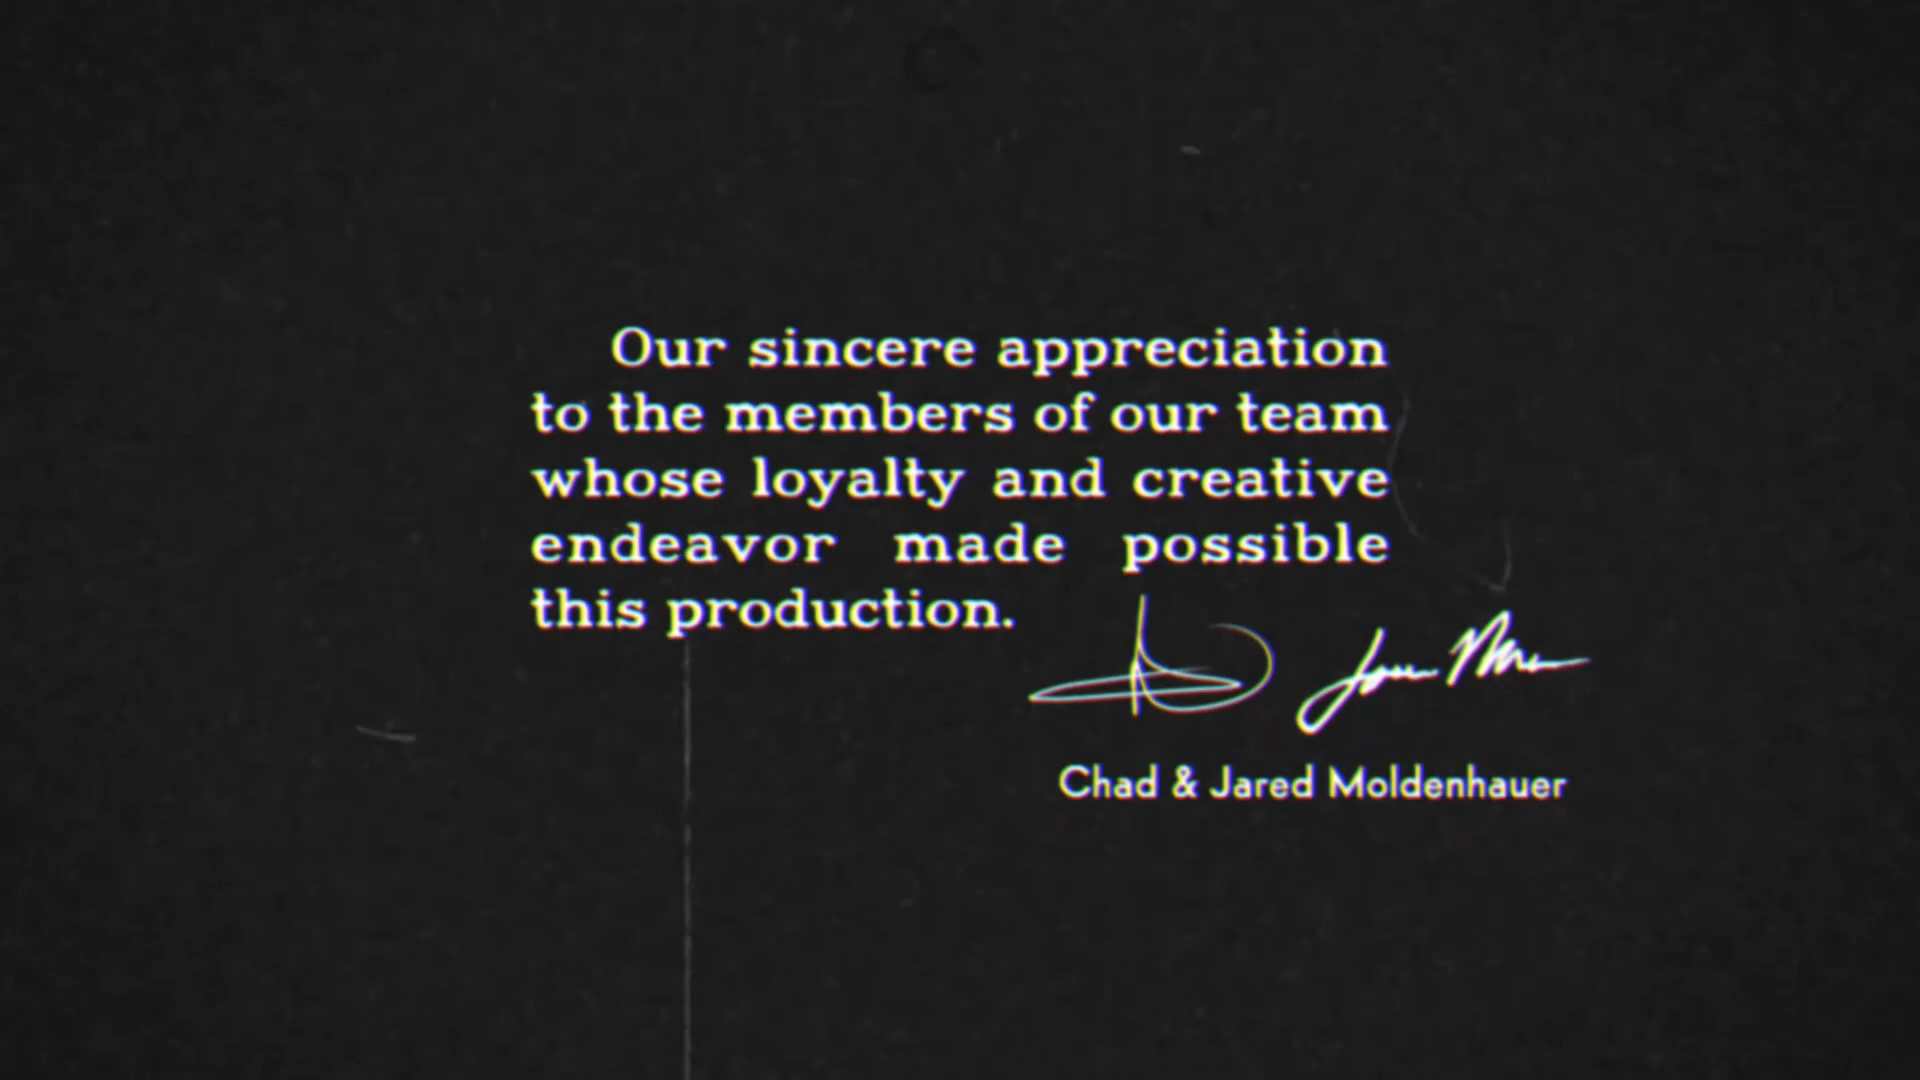 Our sincere appreciation
to the members of our team
whose loyalty and creative
endeavor made possible
this production.
Chad & Jared Moldenhauer